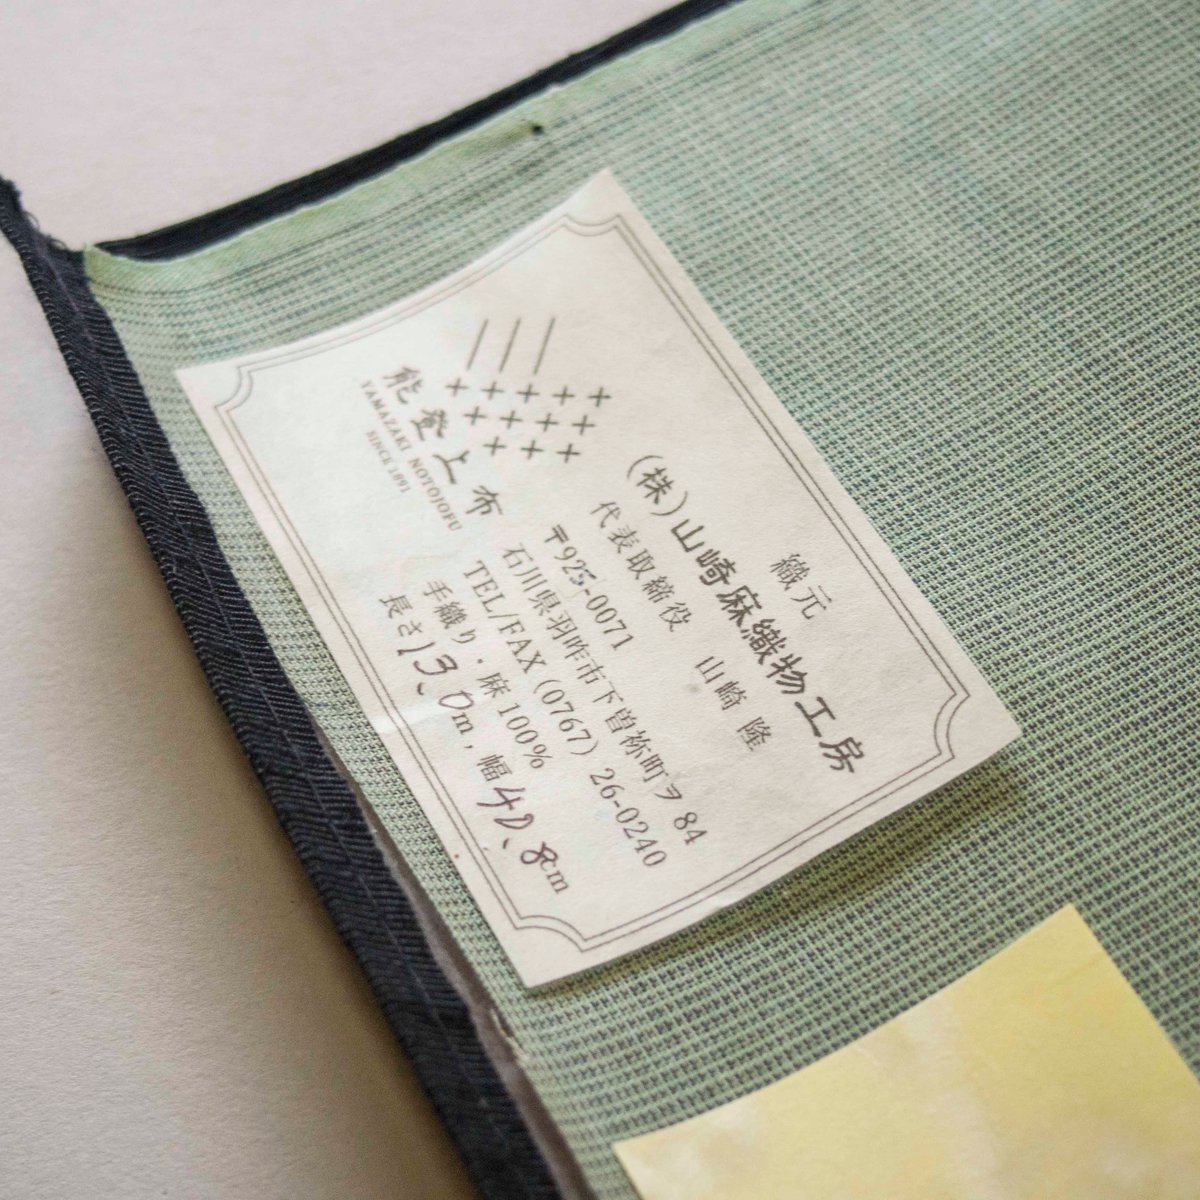 織元
(株)山崎麻織物工房
代表取締役 山崎 隆
能登上布
YAMAZAKI NOTOJOFU
SINCE 1891
〒925-0071
石川県羽咋市下曽祢町ヲ84
TEL/FAX (0767) 26-0240
手織り・麻100%
長さ13.0m, 幅40.8cm